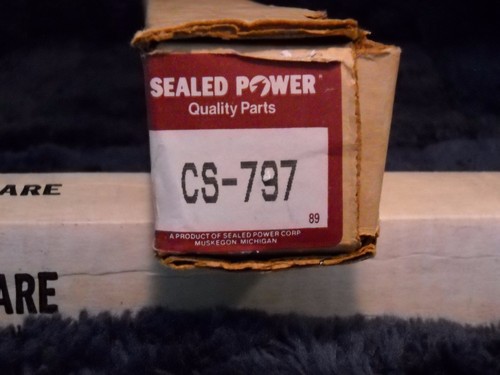 SEALED POWER
Quality Parts
CS-797
89
A PRODUCT OF SEALED POWER CORP
MUSKEGON, MICHIGAN
ARE
ARE